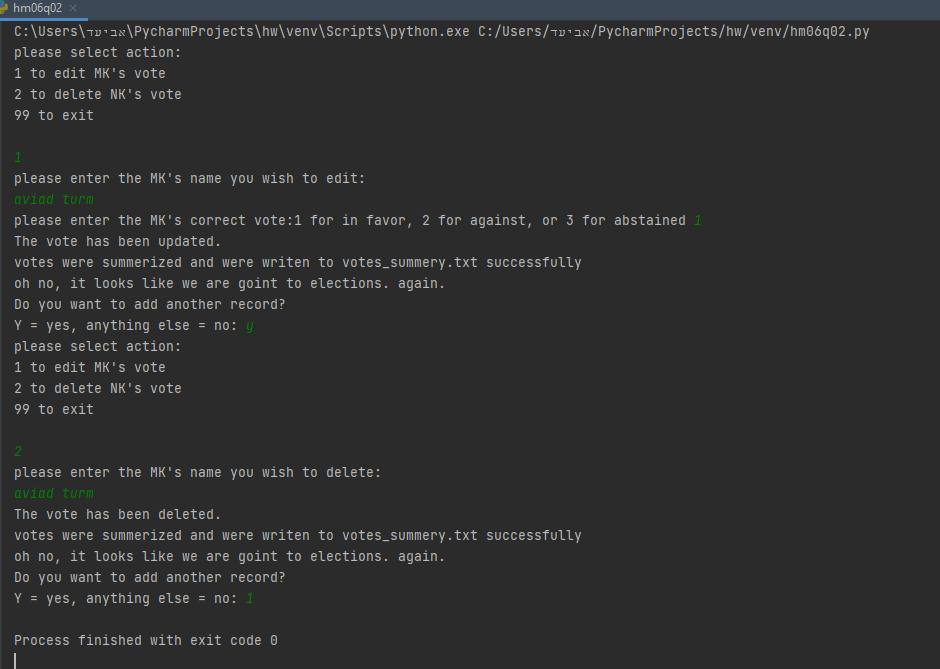 hm06q02
C:\Users\אביעד\PycharmProjects\hw\venv\Scripts\python.exe C:/Users/אביעד/PycharmProjects/hw/venv/hm06q02.py
please select action:
1 to edit MK's vote
2 to delete NK's vote
99 to exit
1
please enter the MK's name you wish to edit:
aviad turm
please enter the MK's correct vote:1 for in favor, 2 for against, or 3 for abstained 1
The vote has been updated.
votes were summerized and were writen to votes_summery.txt successfully
oh no, it looks like we are goint to elections. again.
Do you want to add another record?
Y = yes, anything else = no: y
please select action:
1 to edit MK's vote
2 to delete NK's vote
99 to exit
2
please enter the MK's name you wish to delete:
aviad turm
The vote has been deleted.
votes were summerized and were writen to votes_summery.txt successfully
oh no, it looks like we are goint to elections. again.
Do you want to add another record?
Y = yes, anything else = no: 1
Process finished with exit code 0